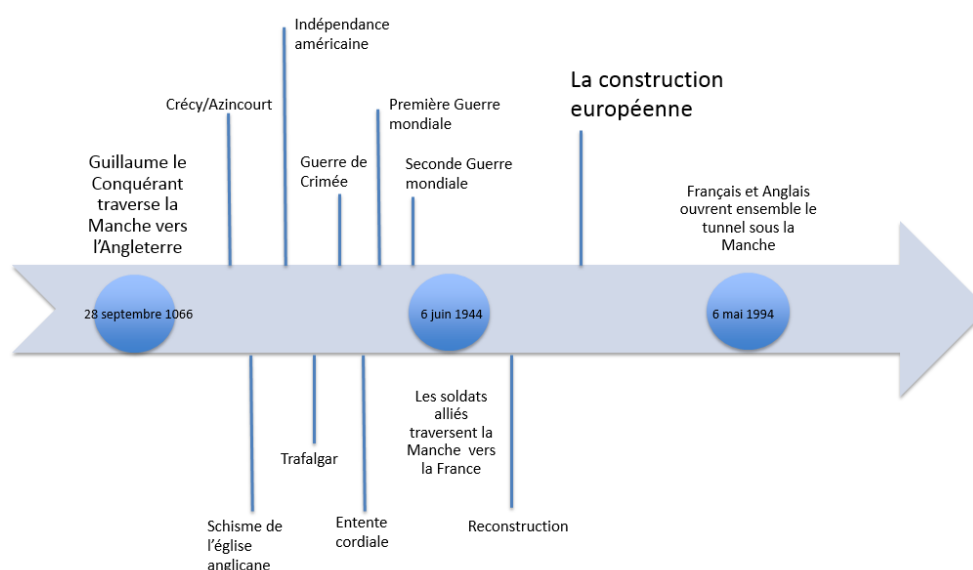 Indépendance
américaine
La construction
européenne
Crécy/Azincourt
Première Guerre
mondiale
Guillaume le
Conquérant
traverse la
Manche vers
l'Angleterre
Guerre de
Crimée
Seconde Guerre
mondiale
Français et Anglais
ouvrent ensemble le
tunnel sous la
Manche
28 septembre 1066
6 juin 1944
6 mai 1994
Les soldats
alliés
traversent la
Manche vers
la France
Trafalgar
Schisme de
l'église
anglicane
Entente
cordiale
Reconstruction